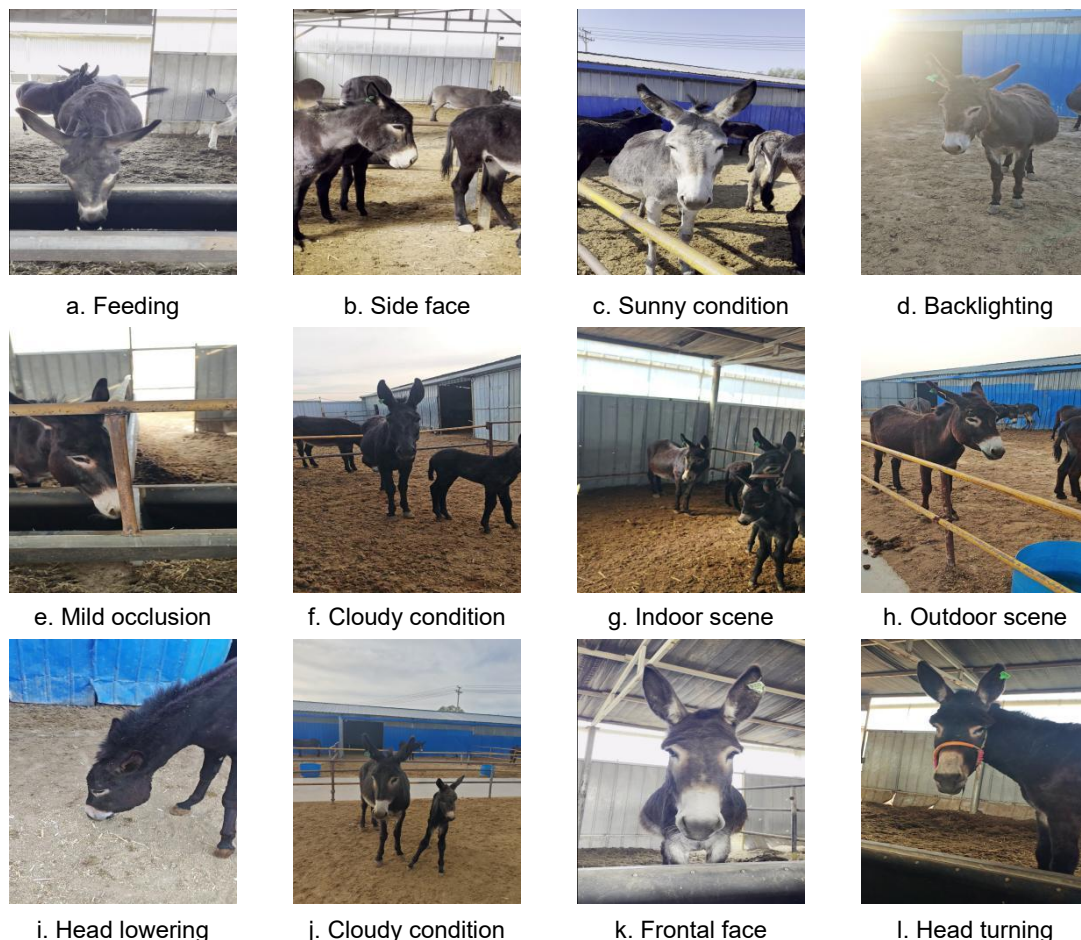 a. Feeding
b. Side face
c. Sunny condition
d. Backlighting
e. Mild occlusion
f. Cloudy condition
g. Indoor scene
h. Outdoor scene
i. Head lowering
j. Cloudy condition
k. Frontal face
l. Head turning